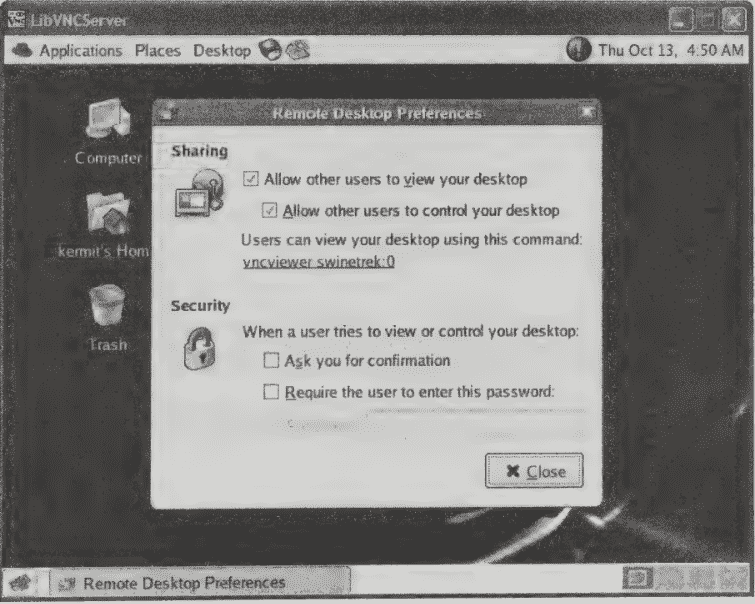 LibVNCServer
Applications Places Desktop
Thu Oct 13, 4:50 AM
Computer
kermit's Hom
Trash
Remote Desktop Preferences
Sharing
Allow other users to view your desktop
Allow other users to control your desktop
Users can view your desktop using this command:
vncviewer swinetrek:0
Security
When a user tries to view or control your desktop:
Ask you for confirmation
Require the user to enter this password:
Close
Remote Desktop Preferences